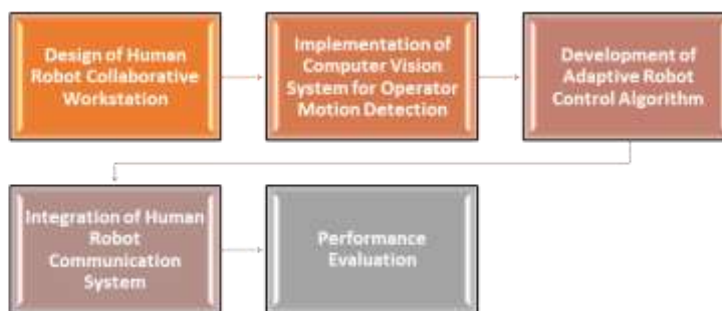 Design of Human
Robot Collaborative
Workstation
Implementation of
Computer Vision
System for Operator
Motion Detection
Development of
Adaptive Robot
Control Algorithm
Integration of Human
Robot
Communication
System
Performance
Evaluation